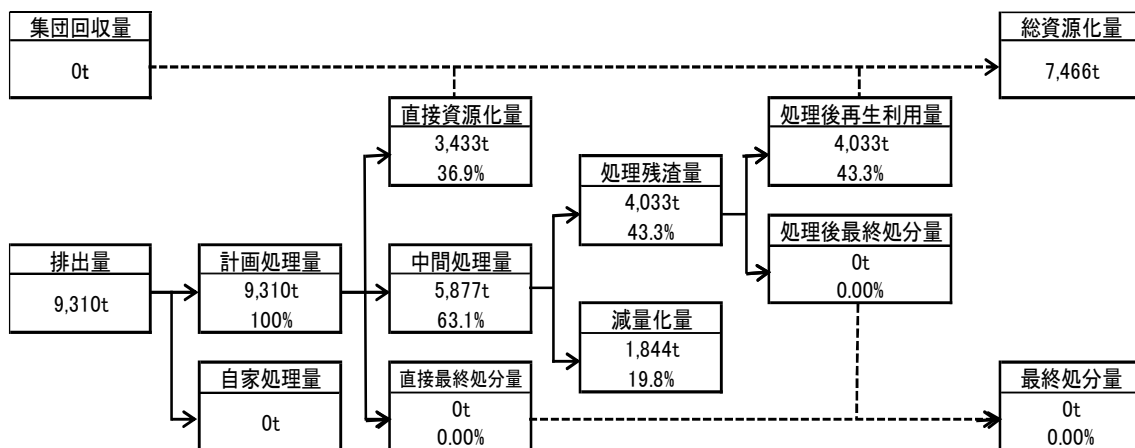 集団回収量
0t
総資源化量
7,466t
直接資源化量
3,433t
36.9%
処理後再生利用量
4,033t
43.3%
処理残渣量
4,033t
43.3%
排出量
9,310t
計画処理量
9,310t
100%
中間処理量
5,877t
63.1%
処理後最終処分量
0t
0.00%
減量化量
1,844t
19.8%
自家処理量
0t
直接最終処分量
0t
0.00%
最終処分量
0t
0.00%